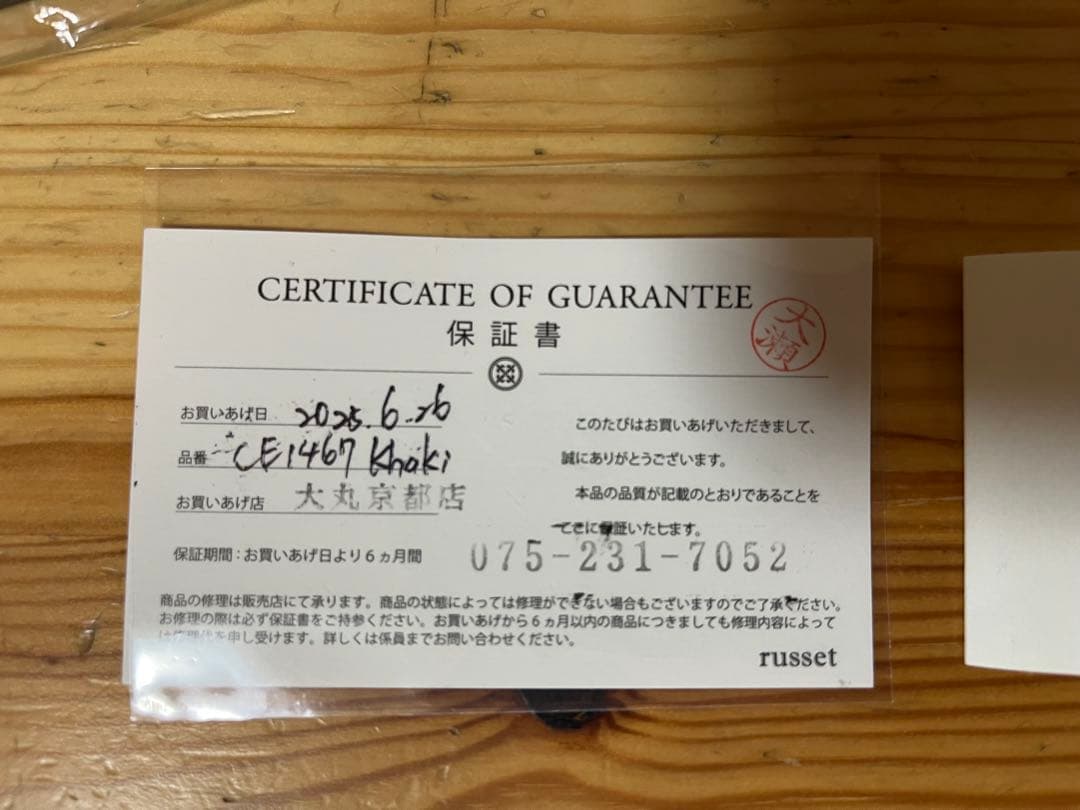 CERTIFICATE OF GUARANTEE
保証書
大瀬
お買いあげ日 2025.6.26
品番 CE1467 Khaki
お買いあげ店 大丸京都店
このたびはお買いあげいただきまして、
誠にありがとうございます。
本品の品質が記載のとおりであることを
ここに保証いたします。
保証期間：お買いあげ日より6ヵ月間
075-231-7052
商品の修理は販売店にて承ります。商品の状態によっては修理ができない場合もございますのでご了承ください。
お修理の際は必ず保証書をご持参ください。お買いあげから6ヵ月以内の商品につきましても修理内容によって
は修理代を申し受けます。詳しくは係員までお問い合わせください。
russet